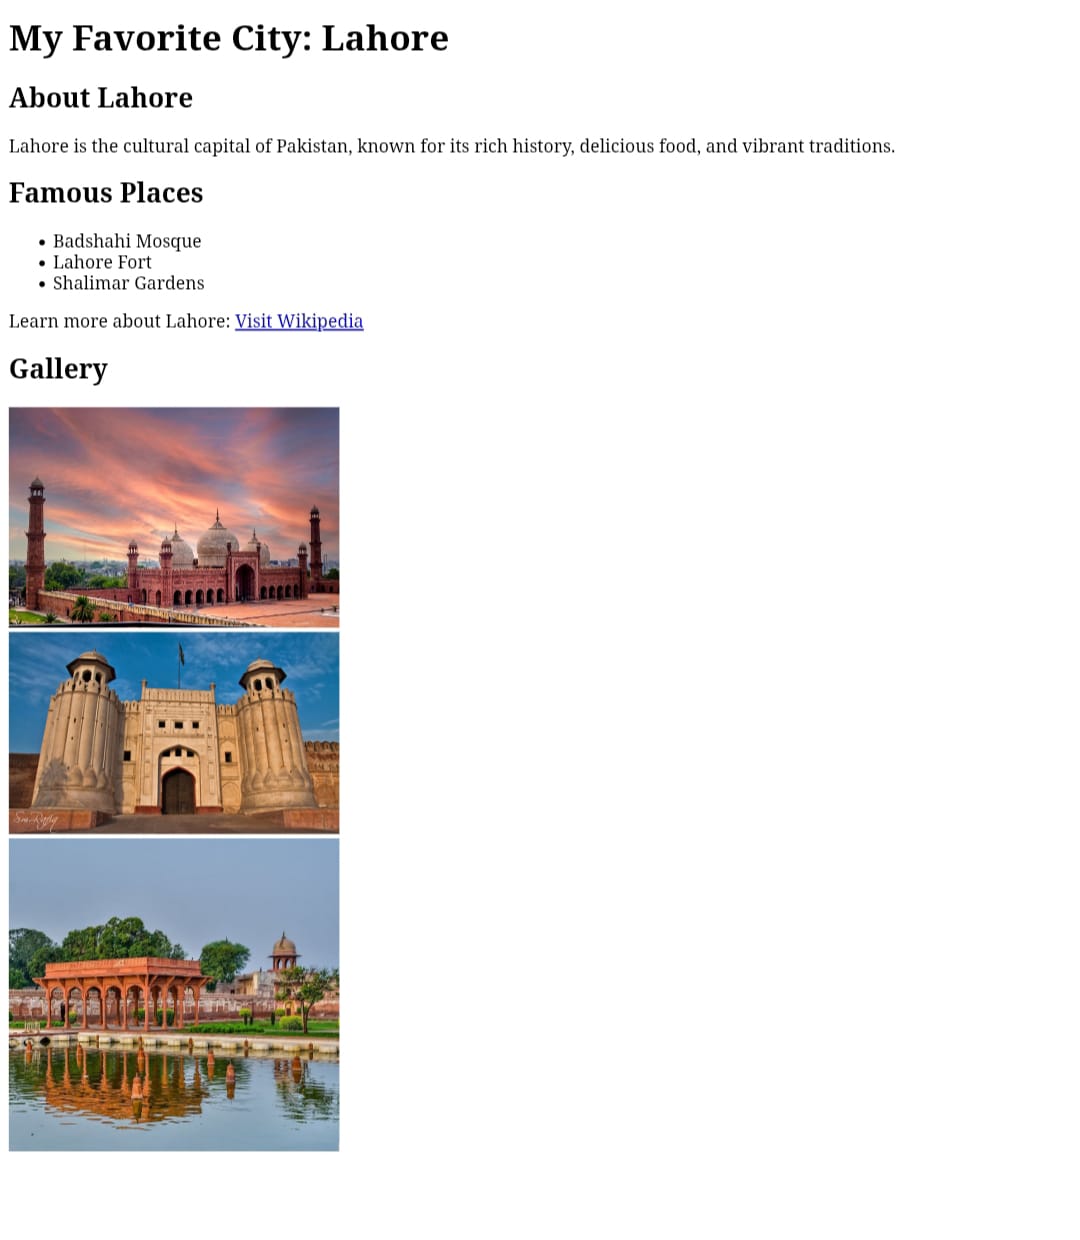 My Favorite City: Lahore
About Lahore
Lahore is the cultural capital of Pakistan, known for its rich history, delicious food, and vibrant traditions.
Famous Places
• Badshahi Mosque
• Lahore Fort
• Shalimar Gardens
Learn more about Lahore: Visit Wikipedia
Gallery